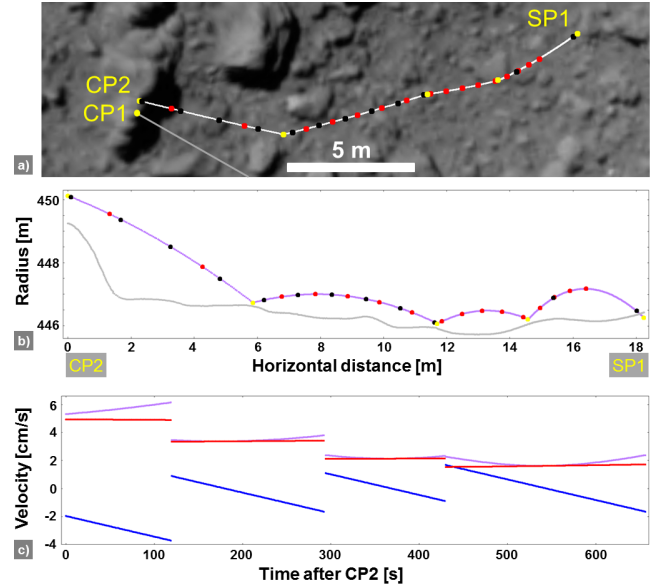 SP1
CP2
CP1
5 m
a)
Radius [m]
450
448
446
0 2 4 6 8 10 12 14 16 18
b)
CP2 Horizontal distance [m] SP1
Velocity [cm/s]
6
4
2
0
-2
-4
0 100 200 300 400 500 600
c)
Time after CP2 [s]